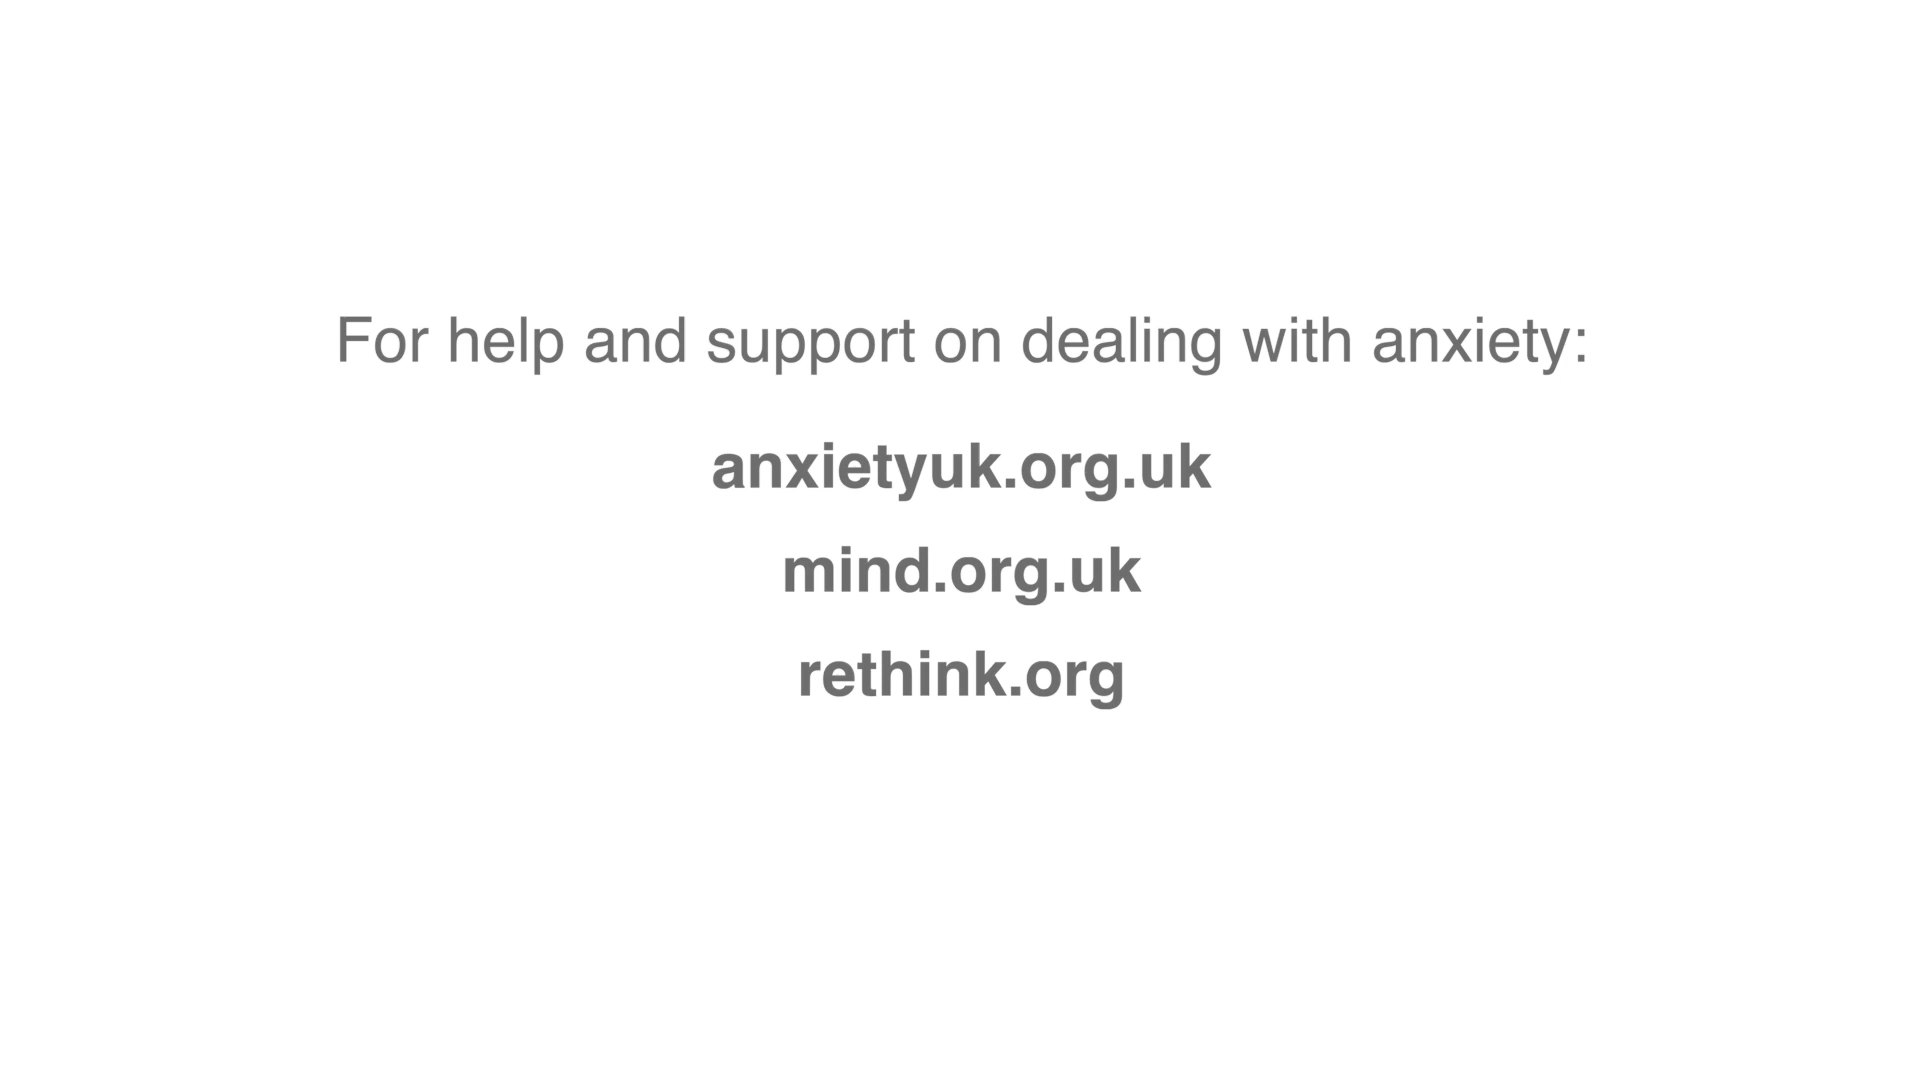 For help and support on dealing with anxiety:
anxietyuk.org.uk
mind.org.uk
rethink.org